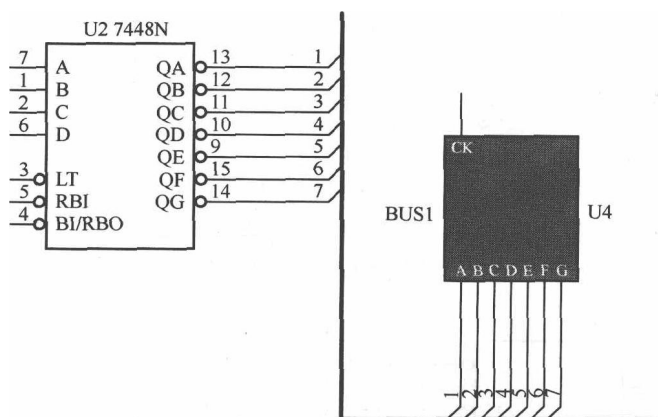 U2 7448N
7 A QA 13 1
1 B QB 12 2
2 C QC 11 3
6 D QD 10 4
QE 9 5
3 LT QF 15 6
5 RBI QG 14 7
4 BI/RBO
CK
BUS1 U4
A B C D E F G
1 2 3 4 5 6 7